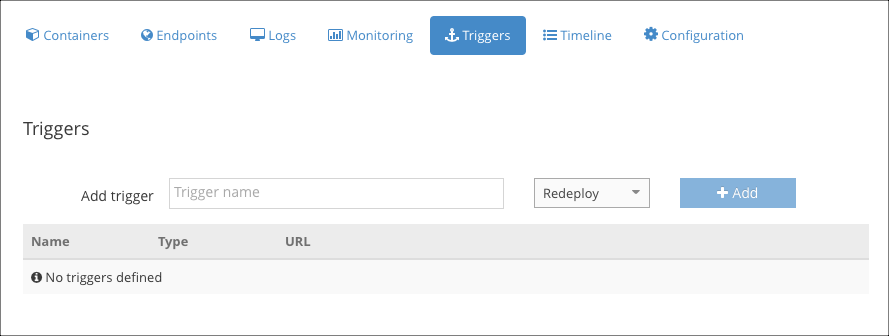 Containers Endpoints Logs Monitoring Triggers Timeline Configuration
Triggers
Add trigger Trigger name Redeploy Add
Name Type URL
No triggers defined